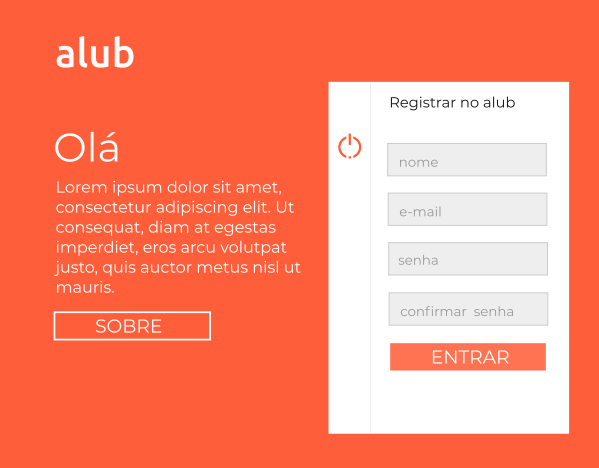 alub
Olá
Lorem ipsum dolor sit amet,
consectetur adipiscing elit. Ut
consequat, diam at egestas
imperdiet, eros arcu volutpat
justo, quis auctor metus nisl ut
mauris.
SOBRE
Registrar no alub
nome
e-mail
senha
confirmar senha
ENTRAR